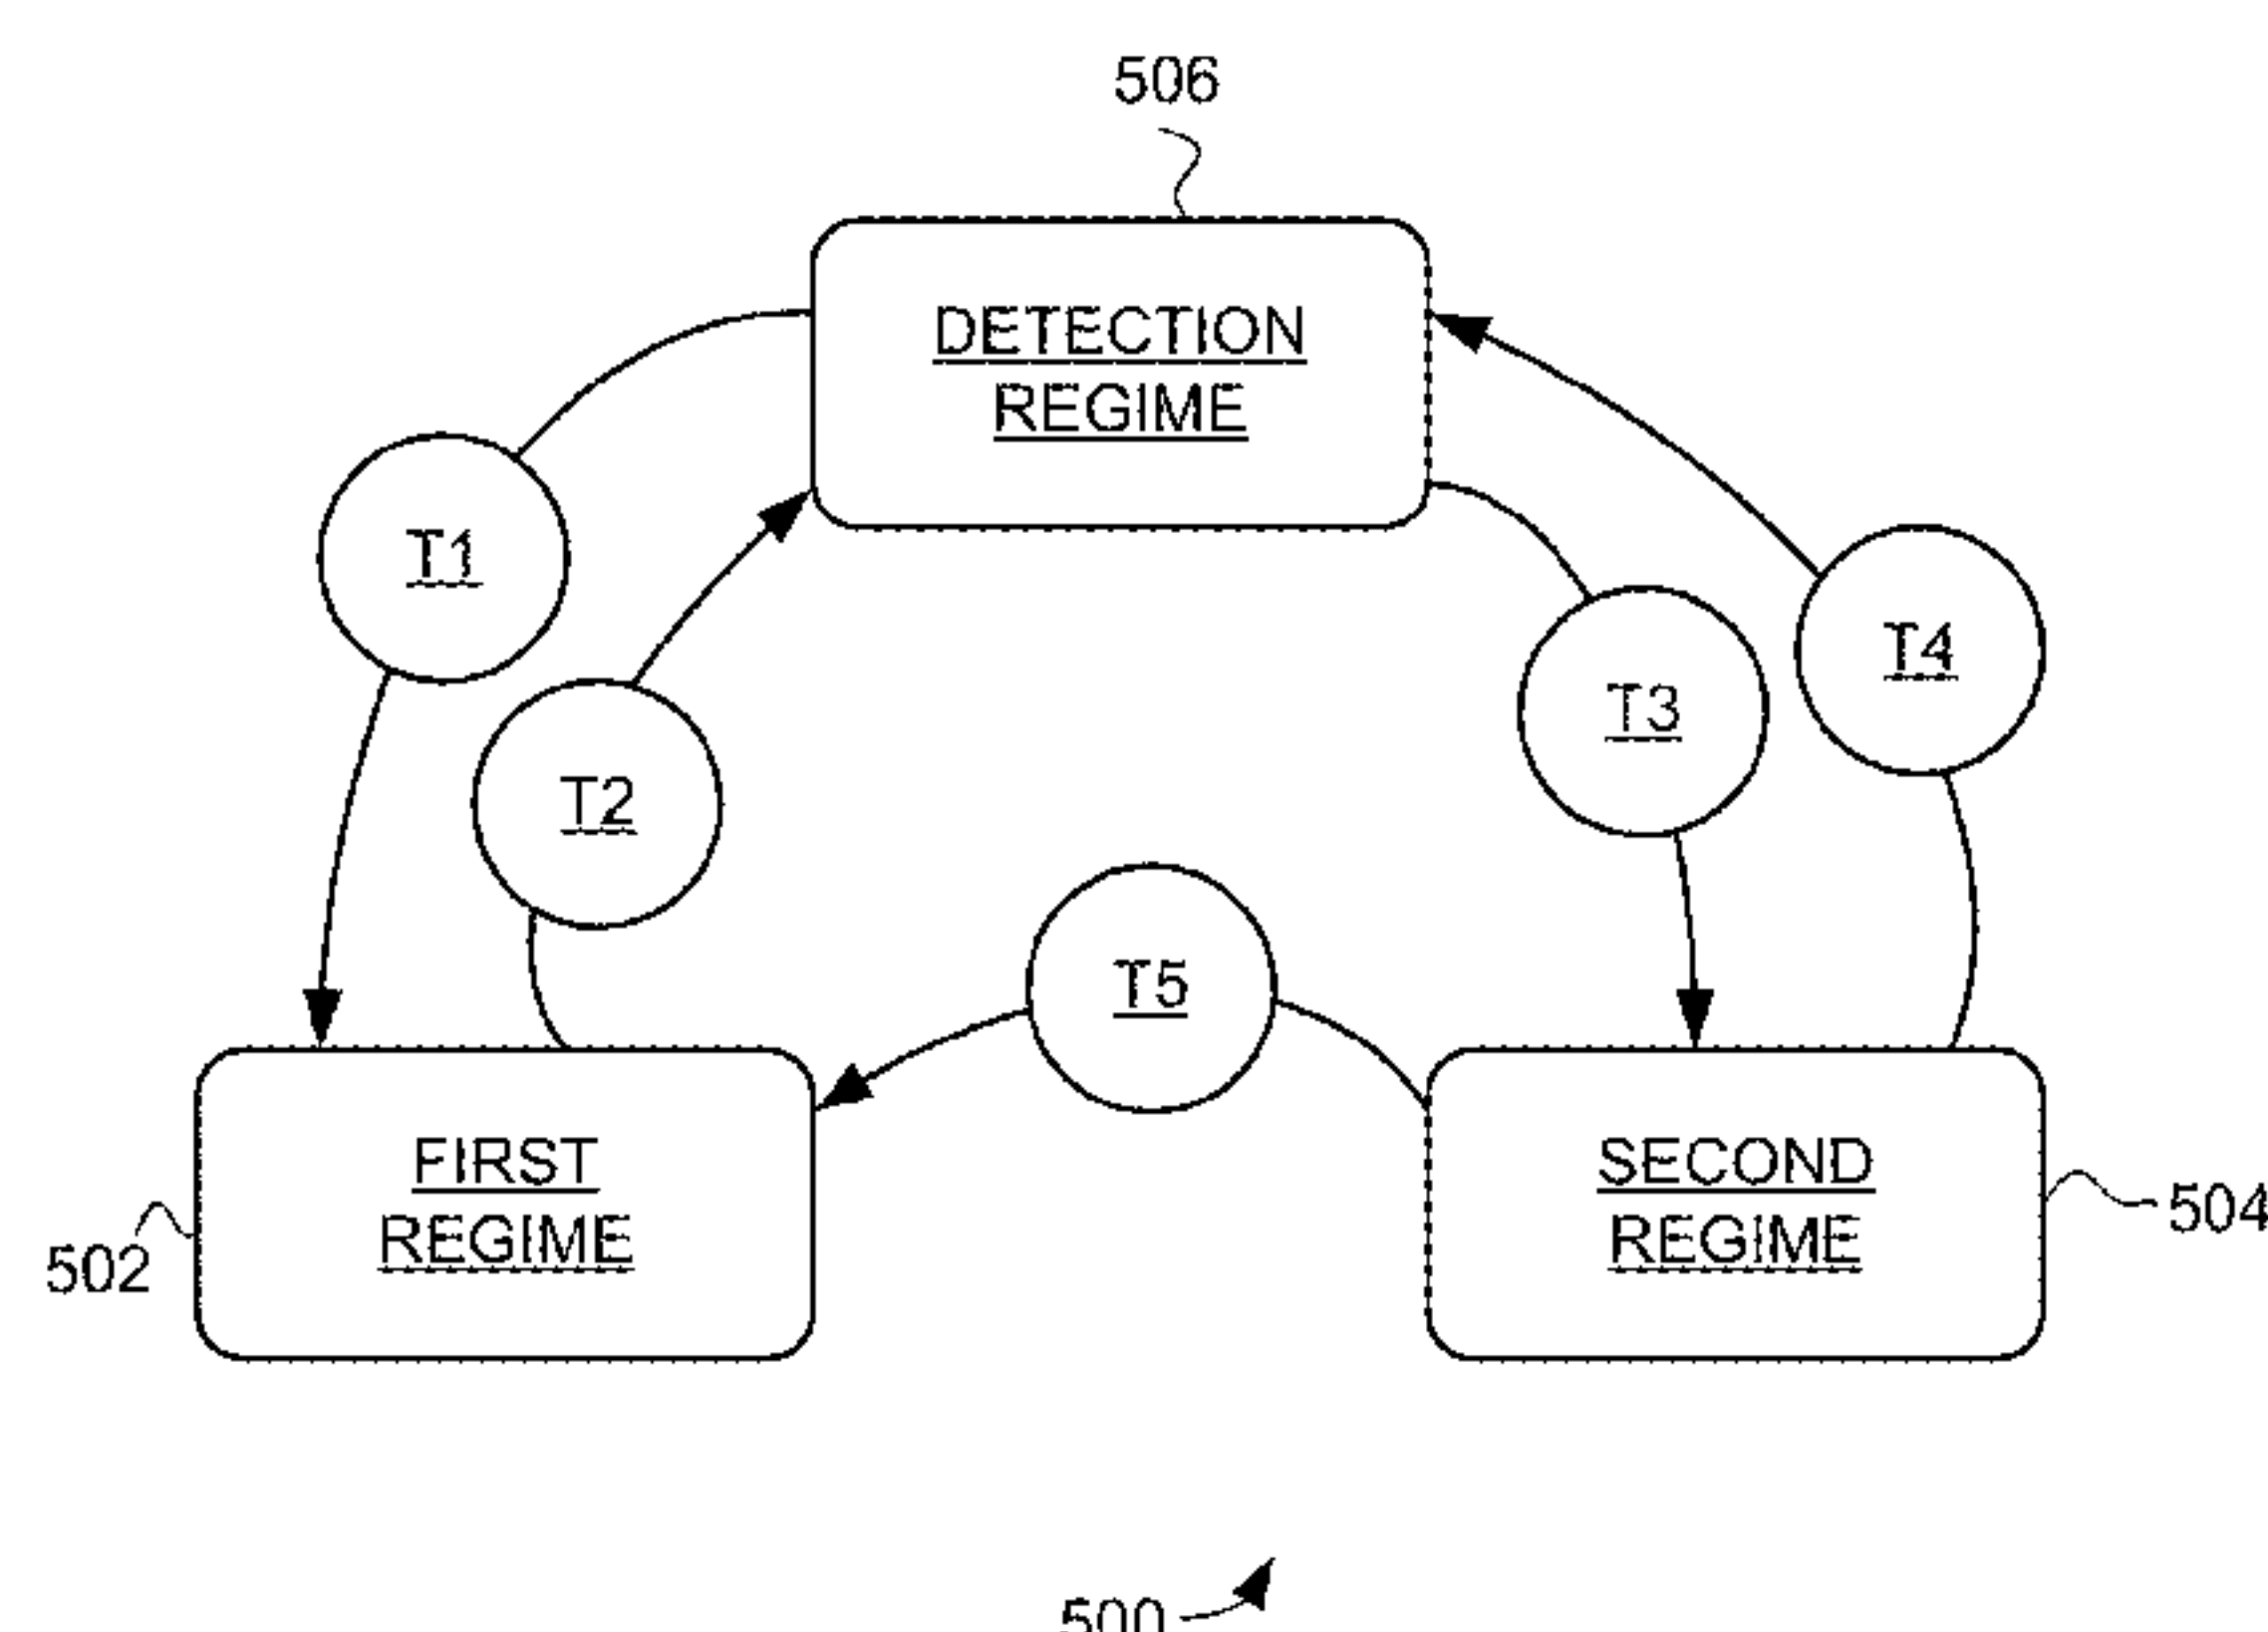 506
DETECTION
REGIME
T1
T4
T3
T2
T5
FIRST
REGIME
SECOND
REGIME
504
502
500